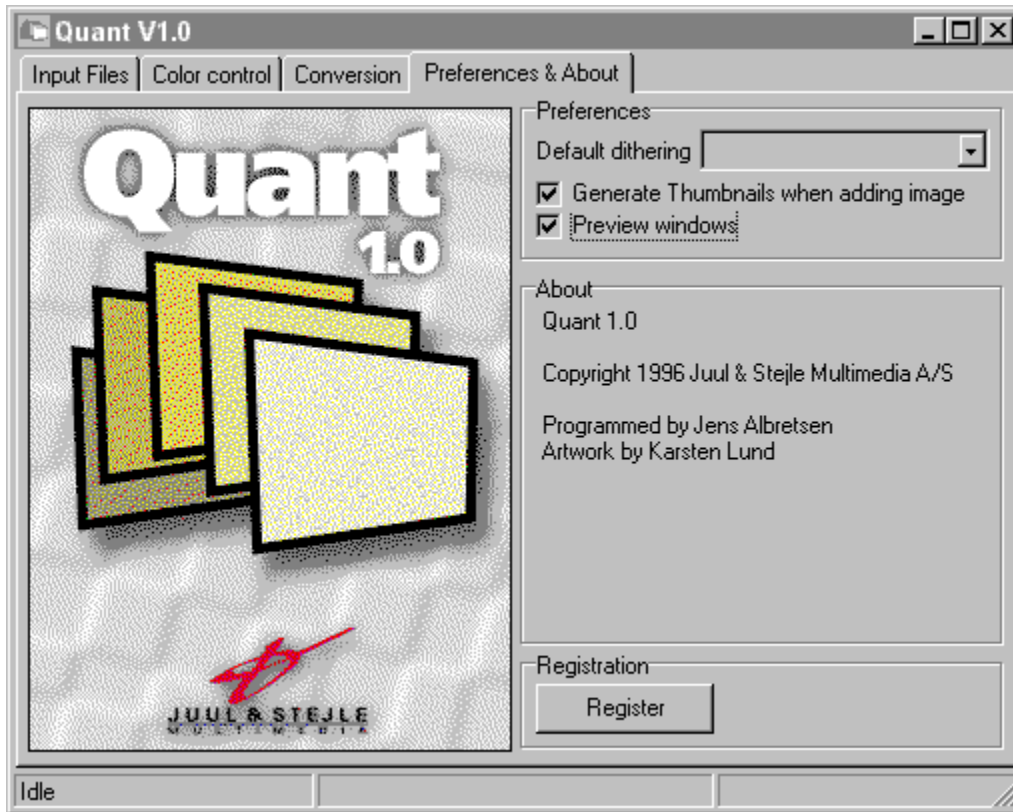 Quant V1.0
Input Files
Color control
Conversion
Preferences & About
Quant
1.0
JUUL & STEJLE
MULTIMEDIA
Preferences
Default dithering
Generate Thumbnails when adding image
Preview windows
About
Quant 1.0
Copyright 1996 Juul & Stejle Multimedia A/S
Programmed by Jens Albretsen
Artwork by Karsten Lund
Registration
Register
Idle